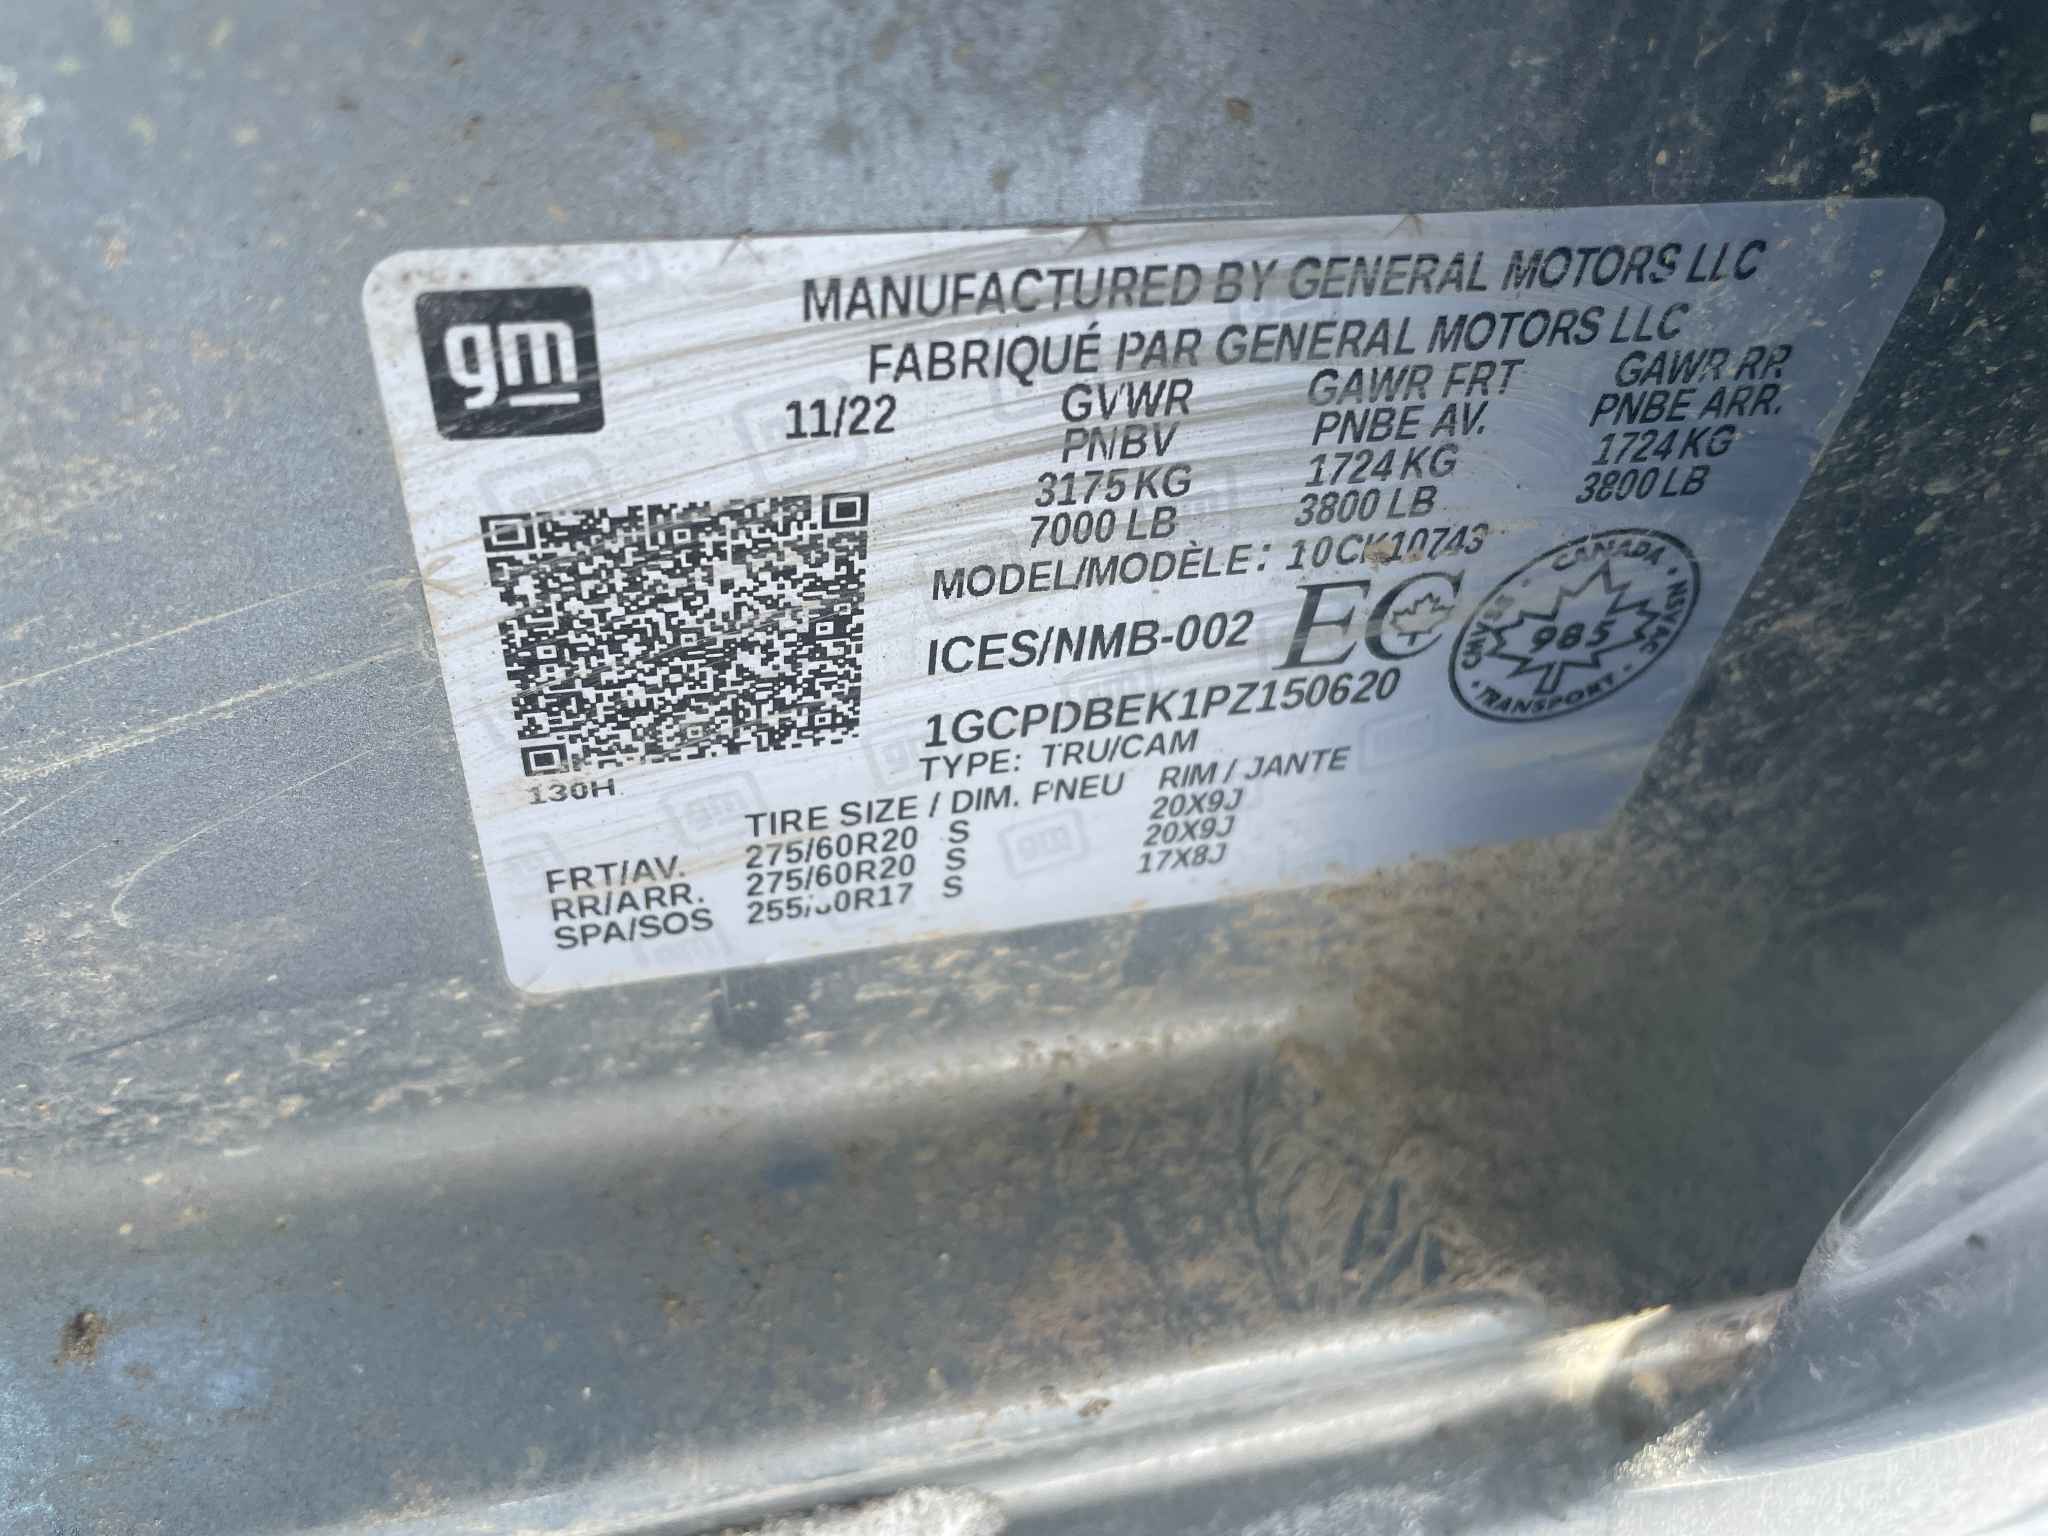 gm
MANUFACTURED BY GENERAL MOTORS LLC
FABRIQUÉ PAR GENERAL MOTORS LLC
11/22 GVWR GAWR FRT GAWR RR
PNBV PNBE AV. PNBE ARR.
3175 KG 1724 KG 1724 KG
7000 LB 3800 LB 3800 LB
MODEL/MODÈLE: 10CK10743
ICES/NMB-002 EC
CANADA
NSVAC
TRANSPORT
985
1GCPDBEK1PZ150620
TYPE: TRU/CAM
130H
TIRE SIZE / DIM. PNEU RIM / JANTE
FRT/AV. 275/60R20 S 20X9J
RR/ARR. 275/60R20 S 20X9J
SPA/SOS S 17X8J